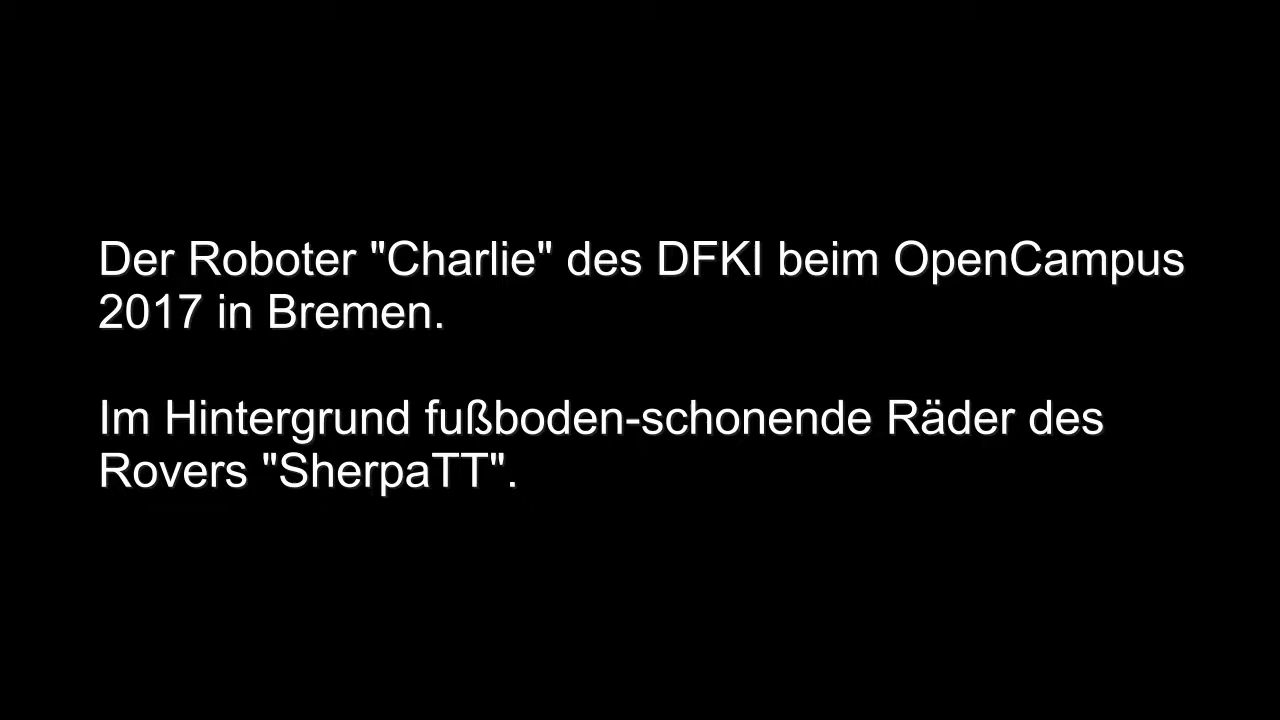 Der Roboter "Charlie" des DFKI beim OpenCampus
2017 in Bremen.
Im Hintergrund fußboden-schonende Räder des
Rovers "SherpaTT".